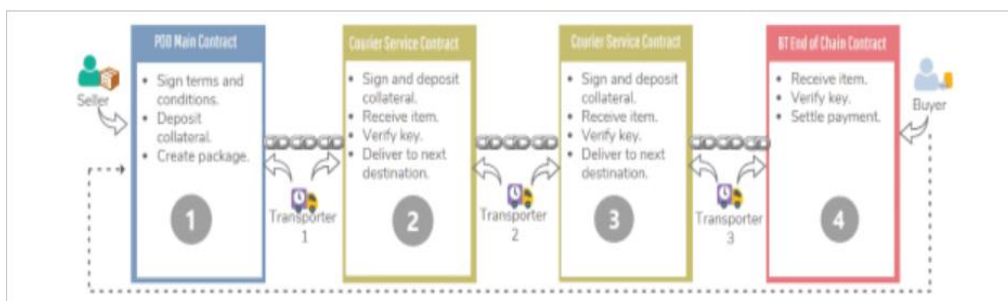 POD Main Contract
Seller
• Sign terms and
conditions.
• Deposit
collateral.
• Create package.
1
Transporter
1
Courier Service Contract
• Sign and deposit
collateral.
• Receive item.
• Verify key.
• Deliver to next
destination.
2
Transporter
2
Courier Service Contract
• Sign and deposit
collateral.
• Receive item.
• Verify key.
• Deliver to next
destination.
3
Transporter
3
BT End of Chain Contract
• Receive item.
• Verify key.
• Settle payment.
4
Buyer